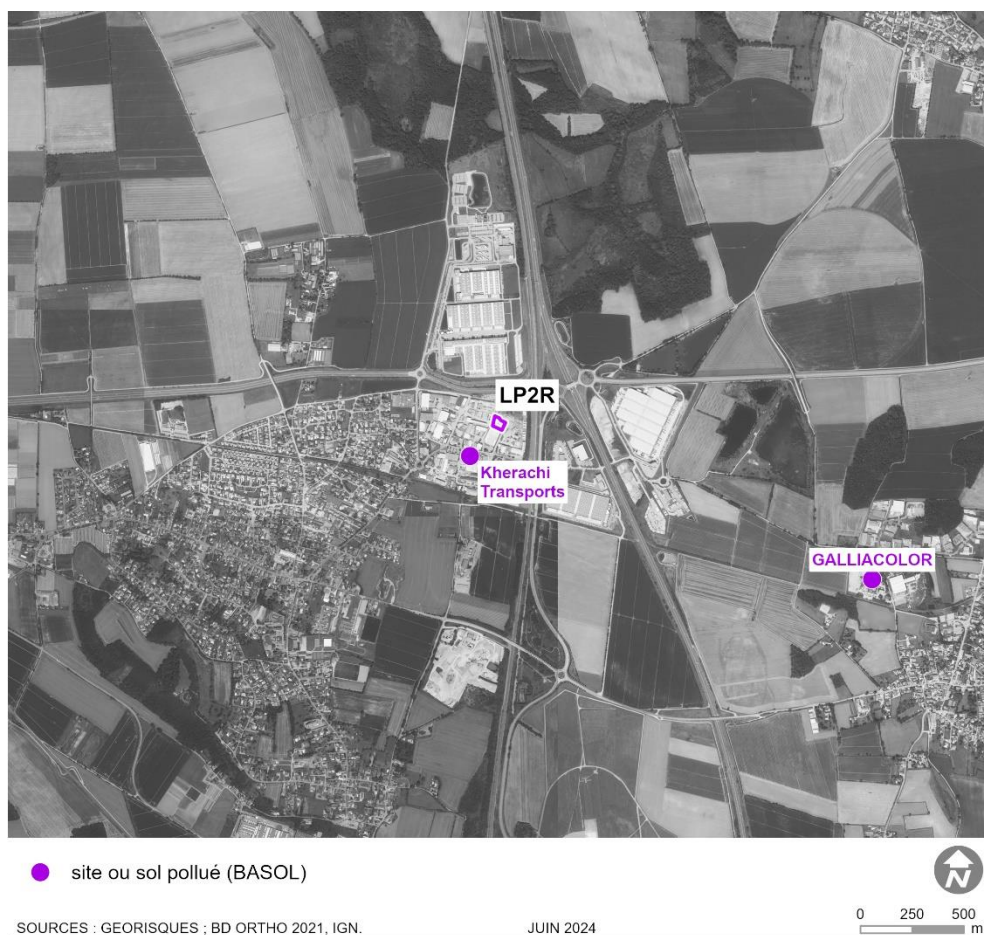 LP2R
Kherachi
Transports
GALLIACOLOR
site ou sol pollué (BASOL)
N
SOURCES : GEORISQUES ; BD ORTHO 2021, IGN.
JUIN 2024
0 250 500
m